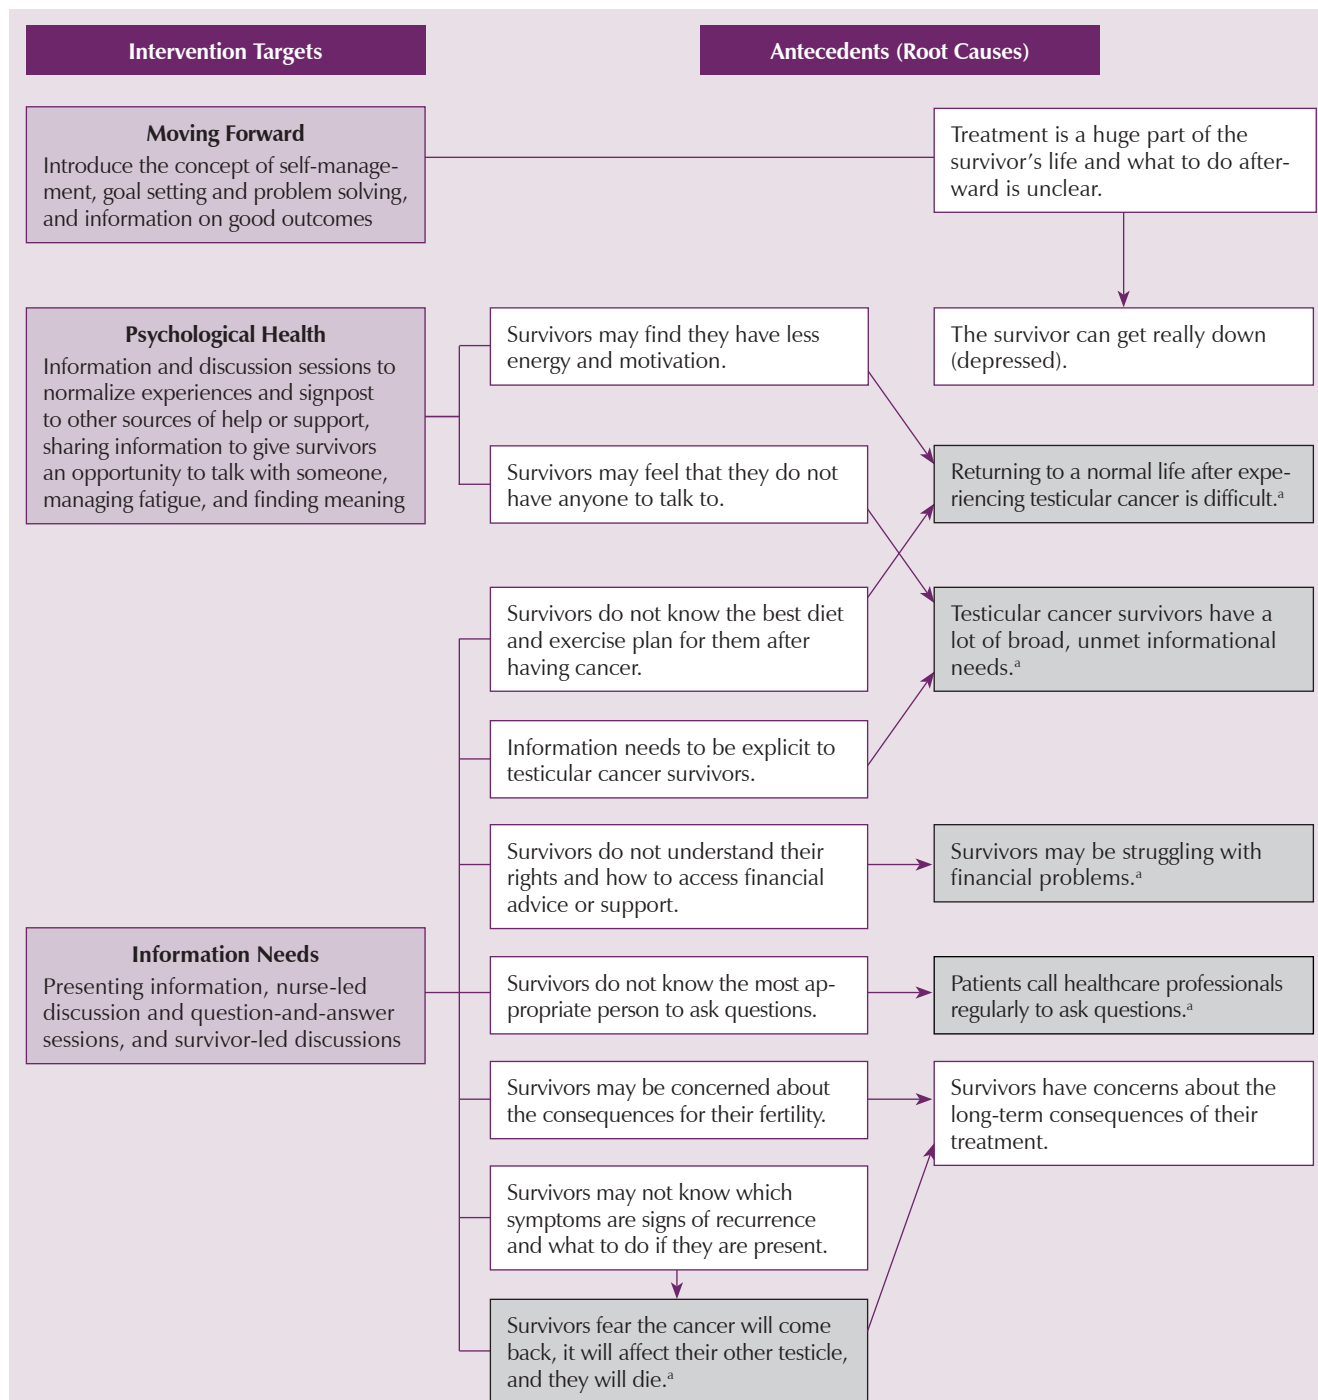 Intervention Targets
Antecedents (Root Causes)
Moving Forward
Introduce the concept of self-manage-
ment, goal setting and problem solving,
and information on good outcomes
Treatment is a huge part of the
survivor’s life and what to do after-
ward is unclear.
Psychological Health
Information and discussion sessions to
normalize experiences and signpost
to other sources of help or support,
sharing information to give survivors
an opportunity to talk with someone,
managing fatigue, and finding meaning
Survivors may find they have less
energy and motivation.
The survivor can get really down
(depressed).
Survivors may feel that they do not
have anyone to talk to.
Returning to a normal life after expe-
riencing testicular cancer is difficult.ᵃ
Survivors do not know the best diet
and exercise plan for them after
having cancer.
Testicular cancer survivors have a
lot of broad, unmet informational
needs.ᵃ
Information needs to be explicit to
testicular cancer survivors.
Survivors do not understand their
rights and how to access financial
advice or support.
Survivors may be struggling with
financial problems.ᵃ
Information Needs
Presenting information, nurse-led
discussion and question-and-answer
sessions, and survivor-led discussions
Survivors do not know the most ap-
propriate person to ask questions.
Patients call healthcare professionals
regularly to ask questions.ᵃ
Survivors may be concerned about
the consequences for their fertility.
Survivors have concerns about the
long-term consequences of their
treatment.
Survivors may not know which
symptoms are signs of recurrence
and what to do if they are present.
Survivors fear the cancer will come
back, it will affect their other testicle,
and they will die.ᵃ